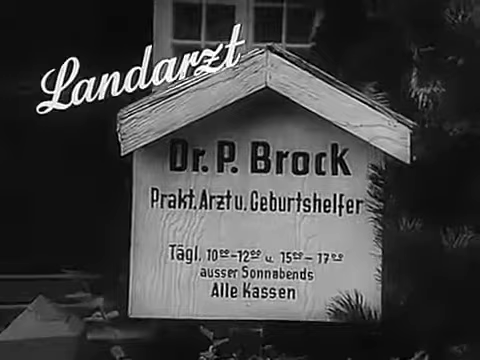 Landarzt
Dr. P. Brock
Prakt. Arzt u. Geburtshelfer
Tägl. 10⁰⁰-12⁰⁰ u. 15⁰⁰-17⁰⁰
ausser Sonnabends
Alle Kassen